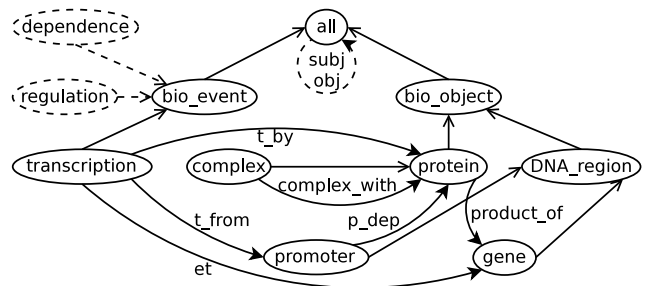 dependence
all
subj
obj
regulation
bio_event
bio_object
t_by
transcription
complex
protein
DNA_region
complex_with
t_from
p_dep
product_of
et
promoter
gene